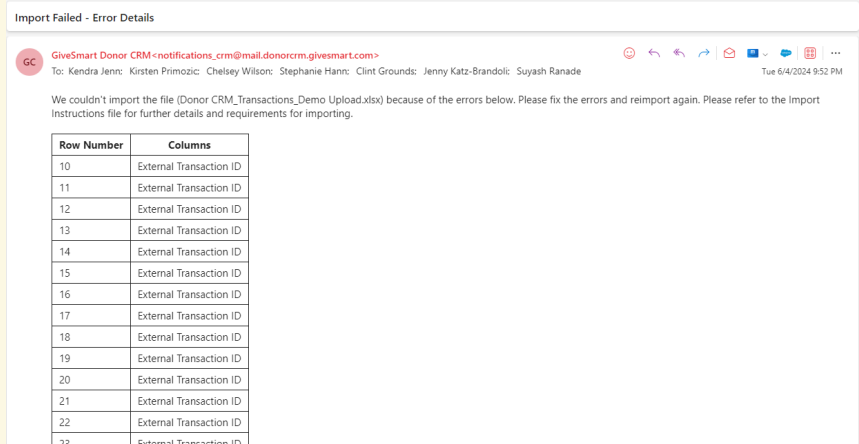 Import Failed - Error Details
GC
GiveSmart Donor CRM<notifications_crm@mail.donorcrm.givesmart.com>
To: Kendra Jenn; Kirsten Primozic; Chelsey Wilson; Stephanie Hann; Clint Grounds; Jenny Katz-Brandoli; Suyash Ranade
Tue 6/4/2024 9:52 PM
We couldn't import the file (Donor CRM_Transactions_Demo Upload.xlsx) because of the errors below. Please fix the errors and reimport again. Please refer to the Import
Instructions file for further details and requirements for importing.
Row Number Columns
10 External Transaction ID
11 External Transaction ID
12 External Transaction ID
13 External Transaction ID
14 External Transaction ID
15 External Transaction ID
16 External Transaction ID
17 External Transaction ID
18 External Transaction ID
19 External Transaction ID
20 External Transaction ID
21 External Transaction ID
22 External Transaction ID
23 External Transaction ID